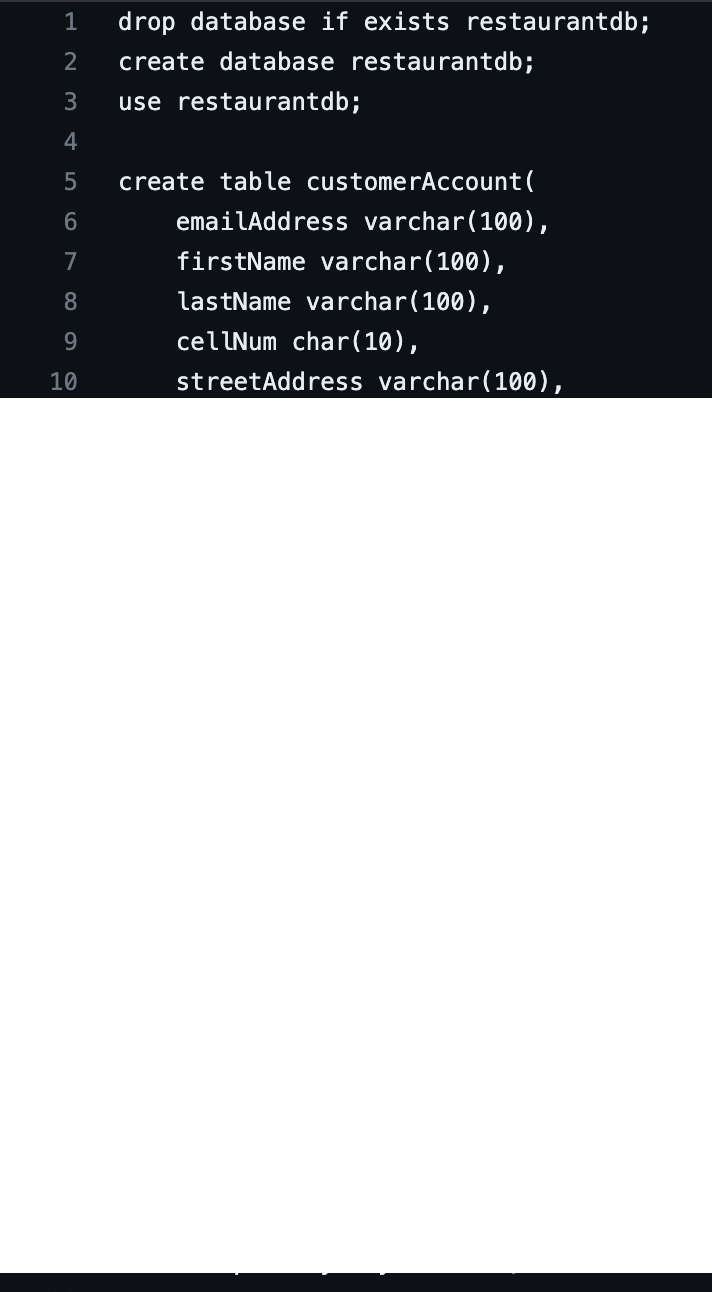 1 drop database if exists restaurantdb;
2 create database restaurantdb;
3 use restaurantdb;
4
5 create table customerAccount(
6 emailAddress varchar(100),
7 firstName varchar(100),
8 lastName varchar(100),
9 cellNum char(10),
10 streetAddress varchar(100),